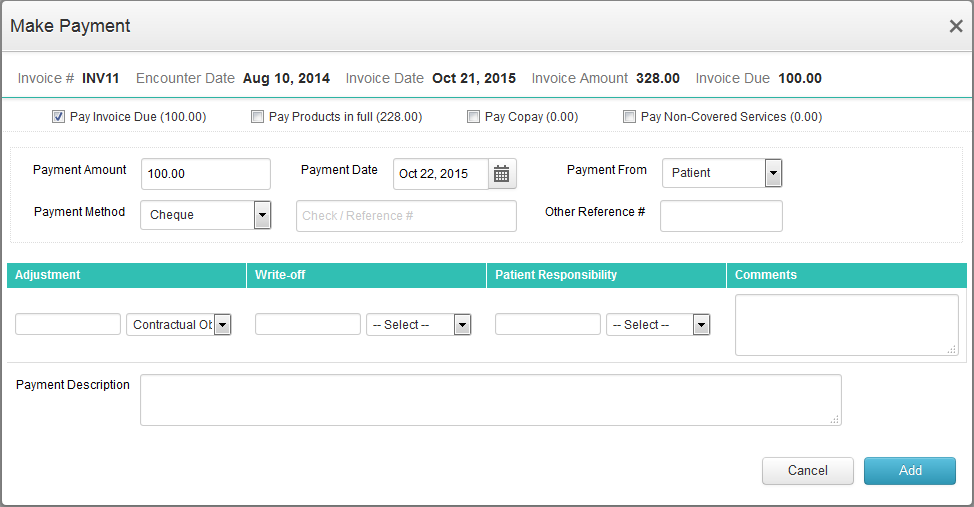 Make Payment
Invoice # INV11 Encounter Date Aug 10, 2014 Invoice Date Oct 21, 2015 Invoice Amount 328.00 Invoice Due 100.00
Pay Invoice Due (100.00) Pay Products in full (228.00) Pay Copay (0.00) Pay Non-Covered Services (0.00)
Payment Amount 100.00 Payment Date Oct 22, 2015 Payment From Patient
Payment Method Cheque Check / Reference # Other Reference #
Adjustment Write-off Patient Responsibility Comments
Contractual Ob -- Select -- -- Select --
Payment Description
Cancel Add